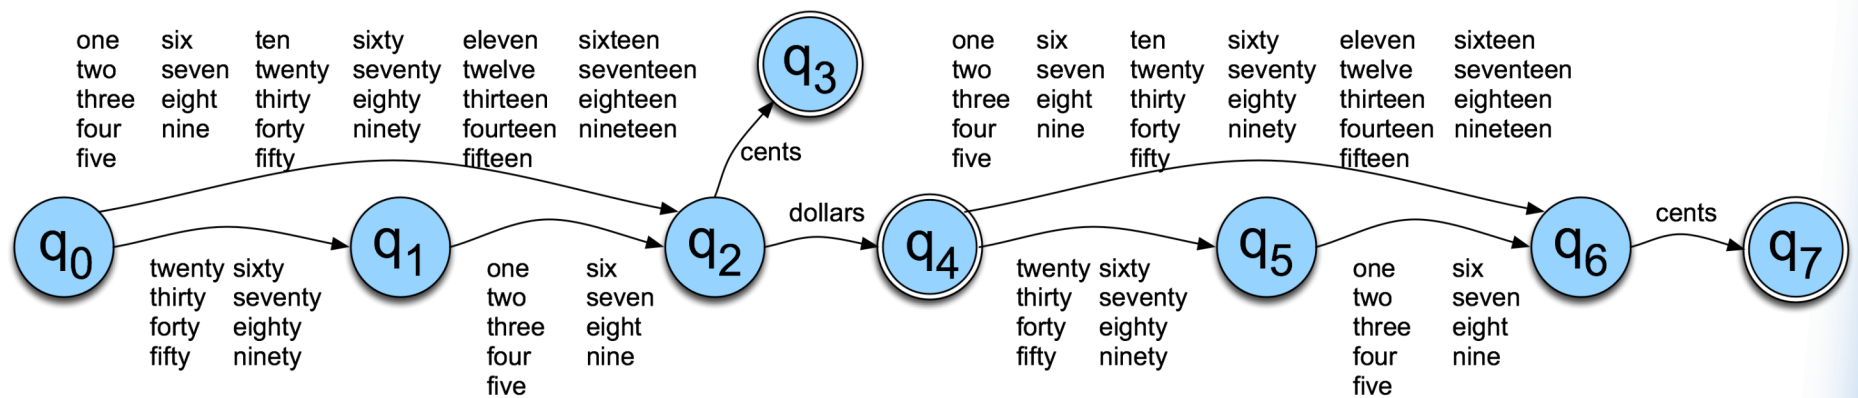 one six ten sixty eleven sixteen
two seven twenty seventy twelve seventeen
three eight thirty eighty thirteen eighteen
four nine forty ninety fourteen nineteen
five fifty fifteen
one six ten sixty eleven sixteen
two seven twenty seventy twelve seventeen
three eight thirty eighty thirteen eighteen
four nine forty ninety fourteen nineteen
five fifty fifteen
q3
cents
dollars
cents
q0 q1 q2 q4 q5 q6 q7
twenty sixty
thirty seventy
forty eighty
fifty ninety
one six
two seven
three eight
four nine
five
twenty sixty
thirty seventy
forty eighty
fifty ninety
one six
two seven
three eight
four nine
five